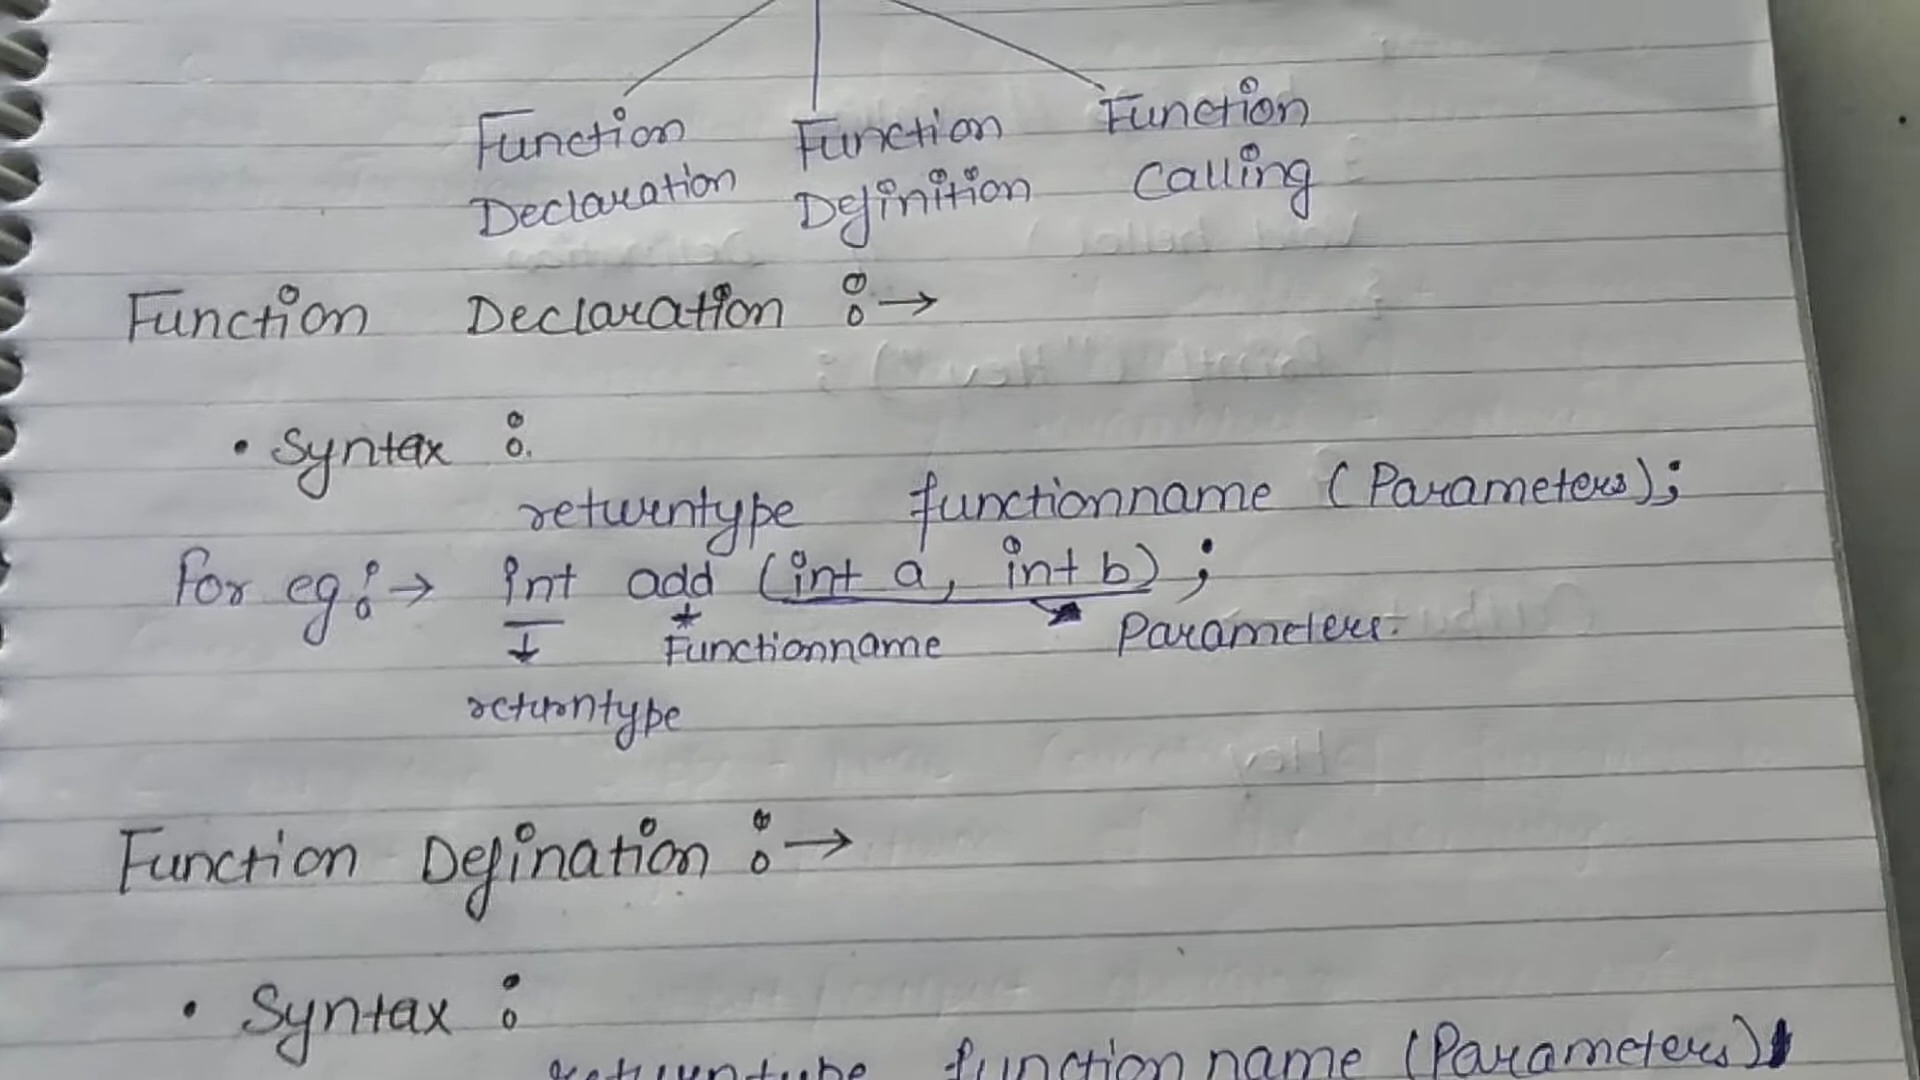 Function Function Function
Declaration Definition Calling
Function Declaration :→
• Syntax :
returntype functionname (Parameters);
For eg :→ int add (int a, int b) ;
Functionname Parameters.
returntype
Function Defination :→
• Syntax :
returntype function name (Parameters)